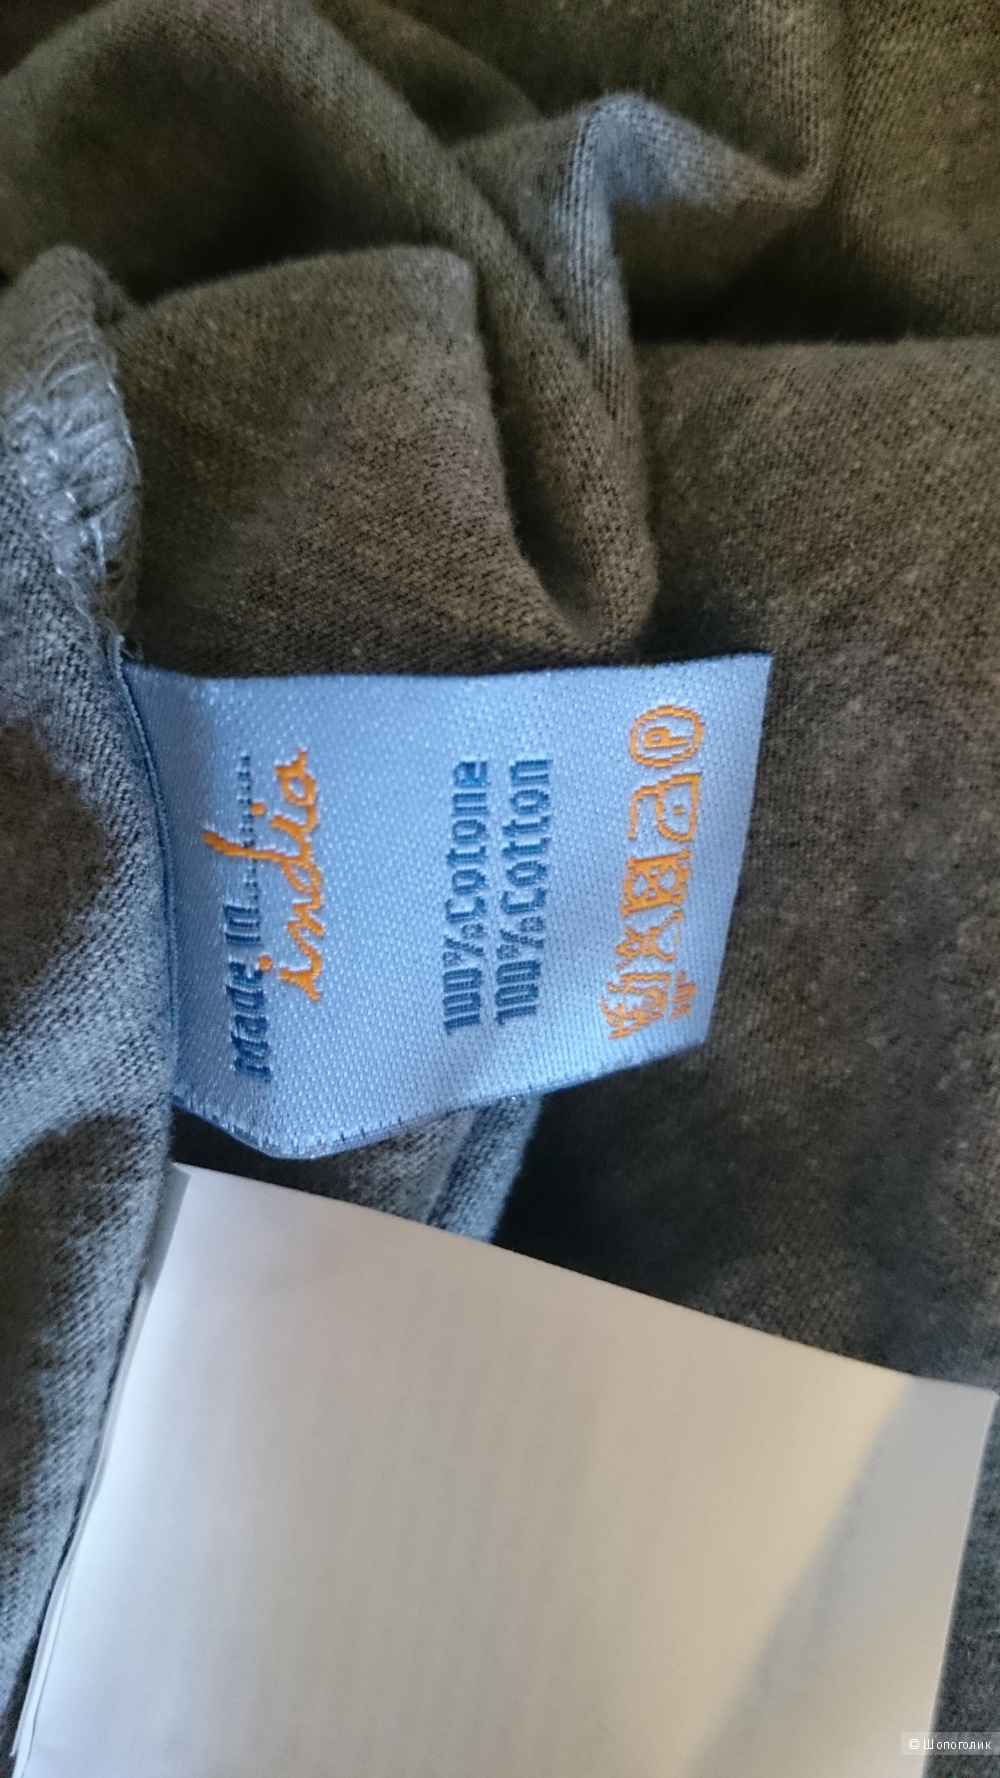 Made in......
india
100%Cotone
100%Cotton
P
© Шопоголик